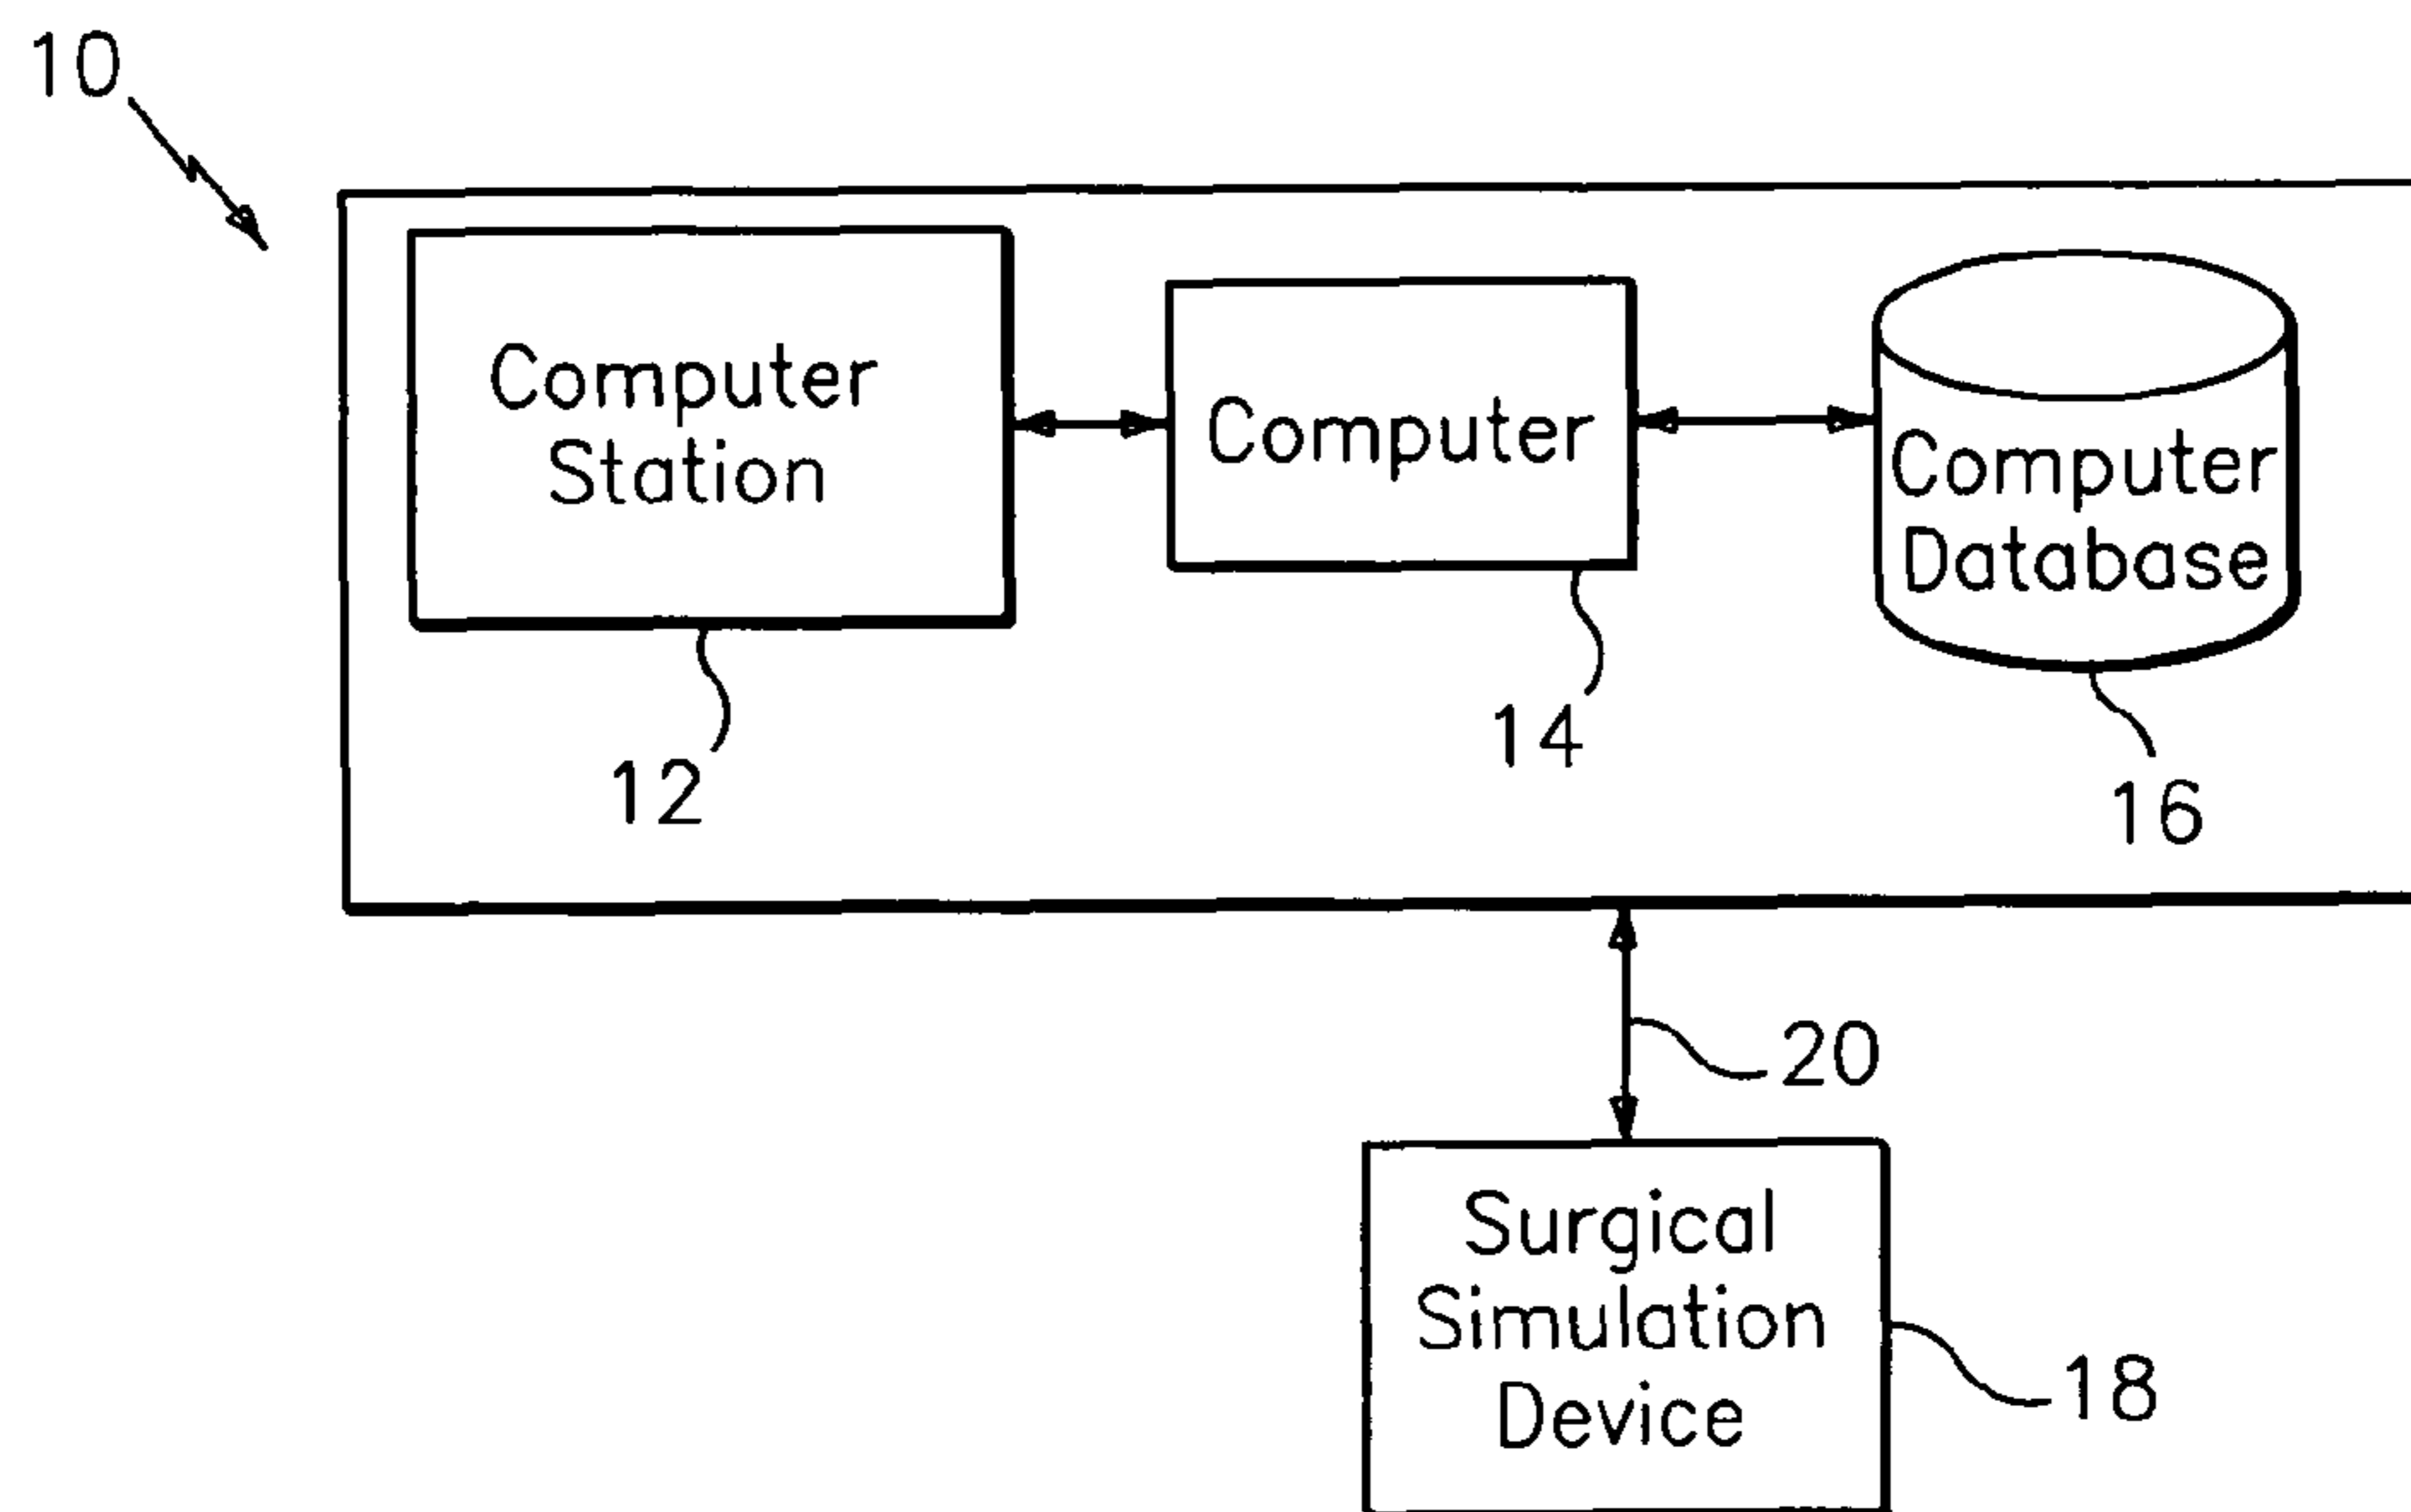 10
Computer
Station
Computer
Computer
Database
12
14
16
20
Surgical
Simulation
Device
18